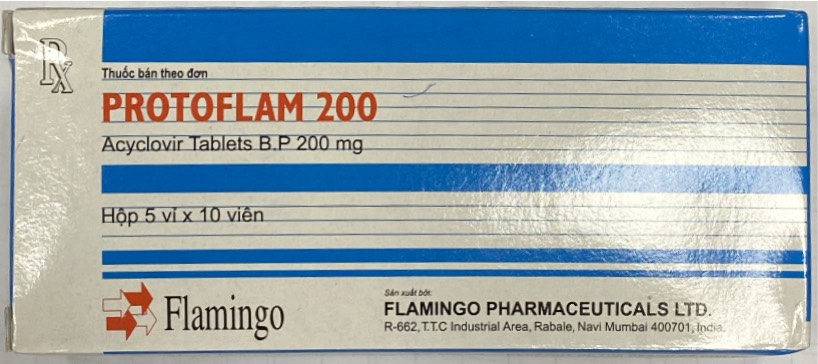 Rx
Thuốc bán theo đơn
PROTOFLAM 200
Acyclovir Tablets B.P 200 mg
Hộp 5 vỉ x 10 viên
Flamingo
Sản xuất bởi:
FLAMINGO PHARMACEUTICALS LTD.
R-662, T.T.C Industrial Area, Rabale, Navi Mumbai 400701, India.